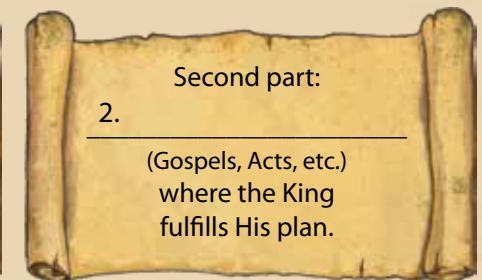 Second part:
2.
(Gospels, Acts, etc.)
where the King
fulfills His plan.